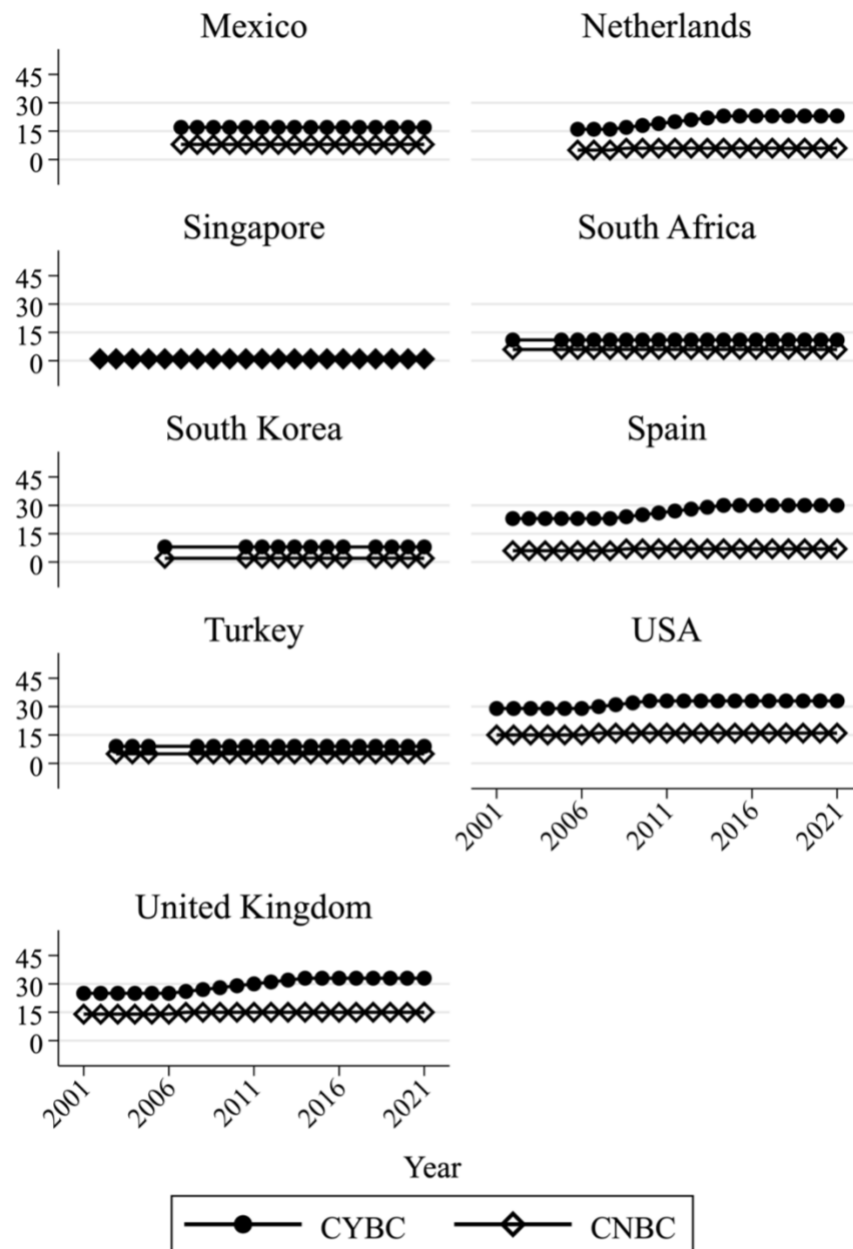 Mexico
Netherlands
45
30
15
0
Singapore
South Africa
45
30
15
0
South Korea
Spain
45
30
15
0
Turkey
USA
45
30
15
0
2001
2006
2011
2016
2021
United Kingdom
45
30
15
0
2001
2006
2011
2016
2021
Year
CYBC
CNBC